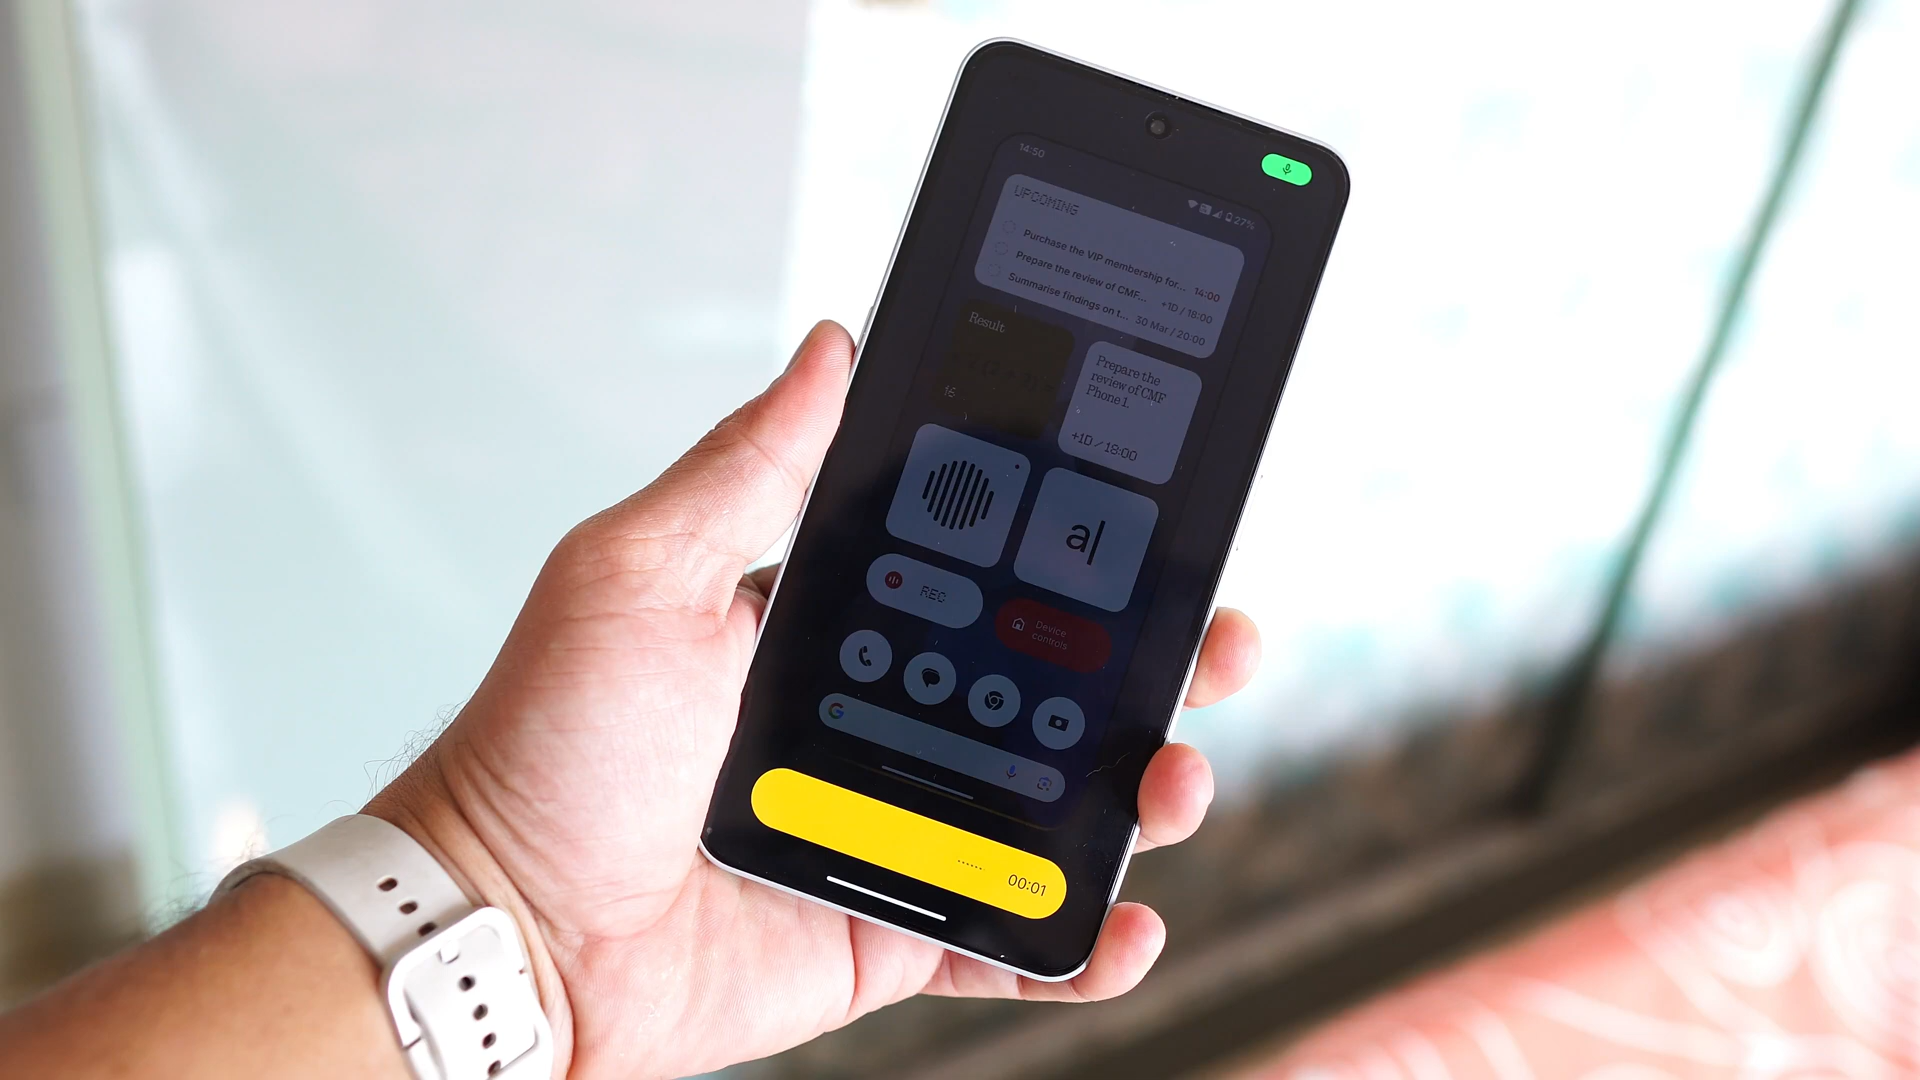 14:50
27%
UPCOMING
Purchase the VIP membership for... 14:00
Prepare the review of CMF... +1D / 18:00
Summarise findings on t... 30 Mar / 20:00
Result
16
Prepare the
review of CMF
Phone 1.
+1D / 18:00
a|
REC
Device
controls
G
00:01